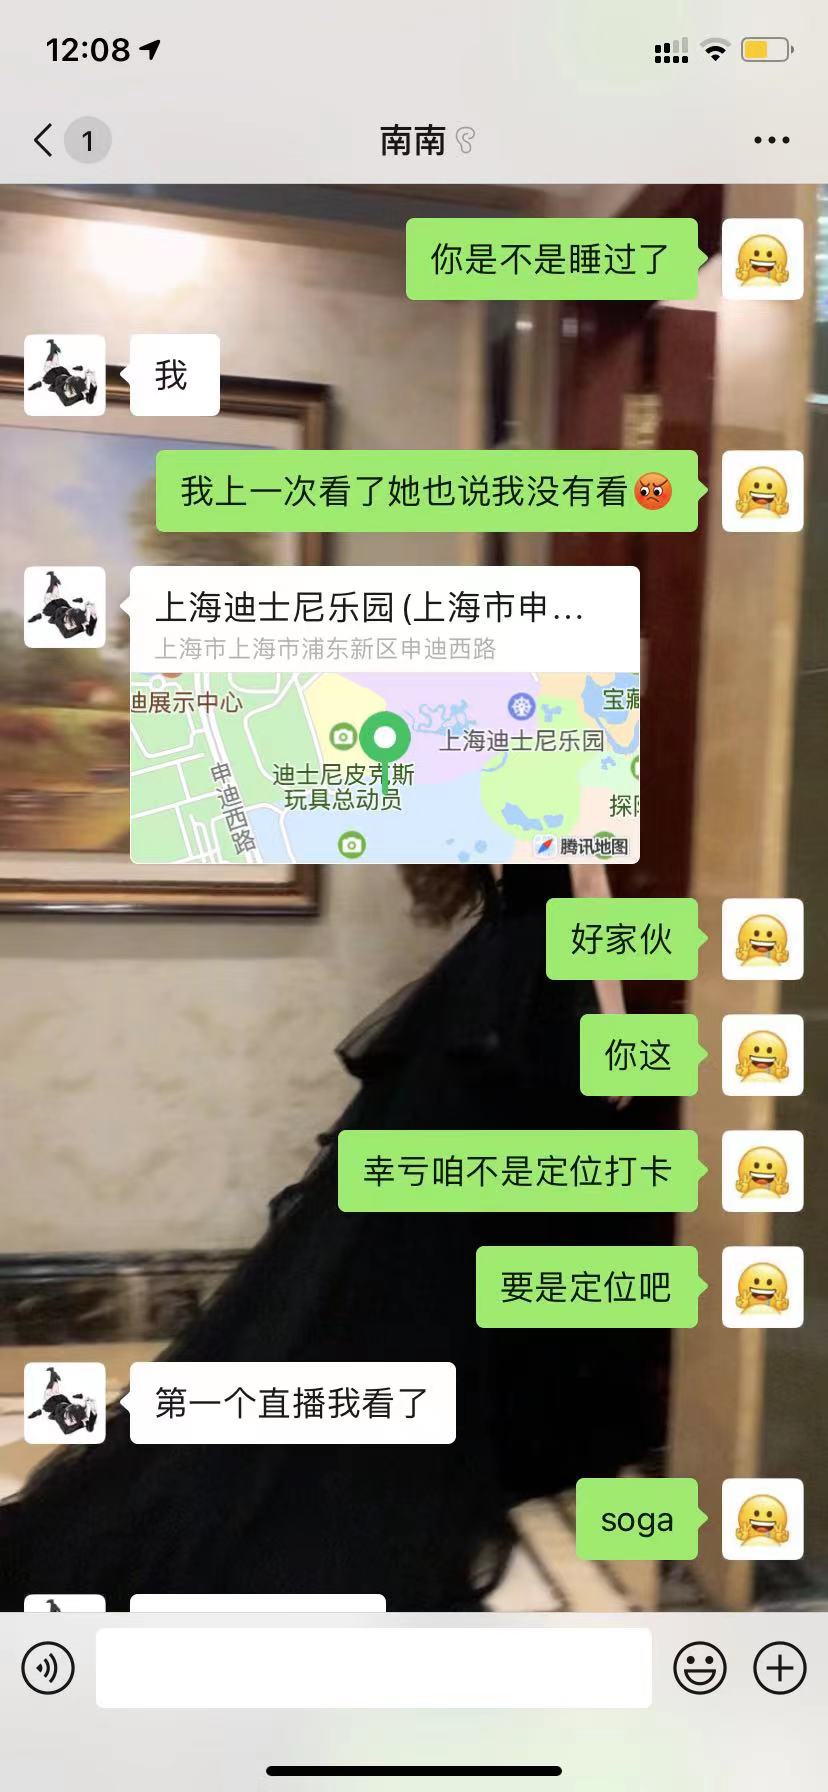 12:08
1
南南
你是不是睡过了
我
我上一次看了她也说我没有看
上海迪士尼乐园(上海市申...
上海市上海市浦东新区申迪西路
迪展示中心
宝藏
上海迪士尼乐园
迪士尼皮克斯
玩具总动员
申迪西路
探险
腾讯地图
好家伙
你这
幸亏咱不是定位打卡
要是定位吧
第一个直播我看了
soga